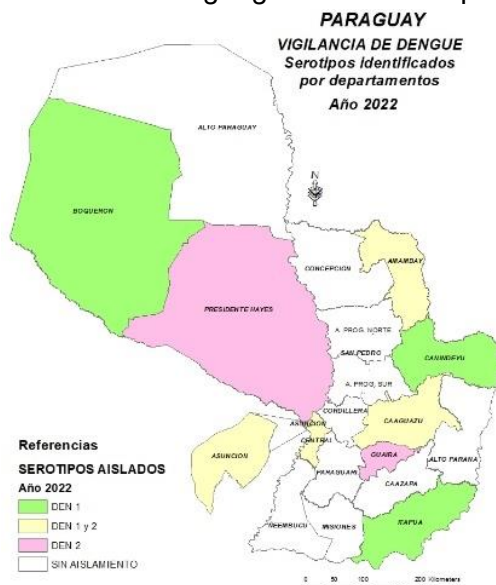 PARAGUAY
VIGILANCIA DE DENGUE
Serotipos identificados
por departamentos
Año 2022
ALTO PARAGUAY
N
BOQUERON
CONCEPCION
AMAMBAY
PRESIDENTE HAYES
A. PROG. NORTE
SAN PEDRO
CANINDEYU
A. PROG. SUR
CORDILLERA
ASUNCION
CENTRAL
CAAGUAZU
ASUNCION
GUAIRA
ALTO PARANA
PARAGUARI
CAAZAPA
ÑEEMBUCU
MISIONES
ITAPUA
Referencias
SEROTIPOS AISLADOS
Año 2022
DEN 1
DEN 1 y 2
DEN 2
SIN AISLAMIENTO
0 50 100 200 Kilometers